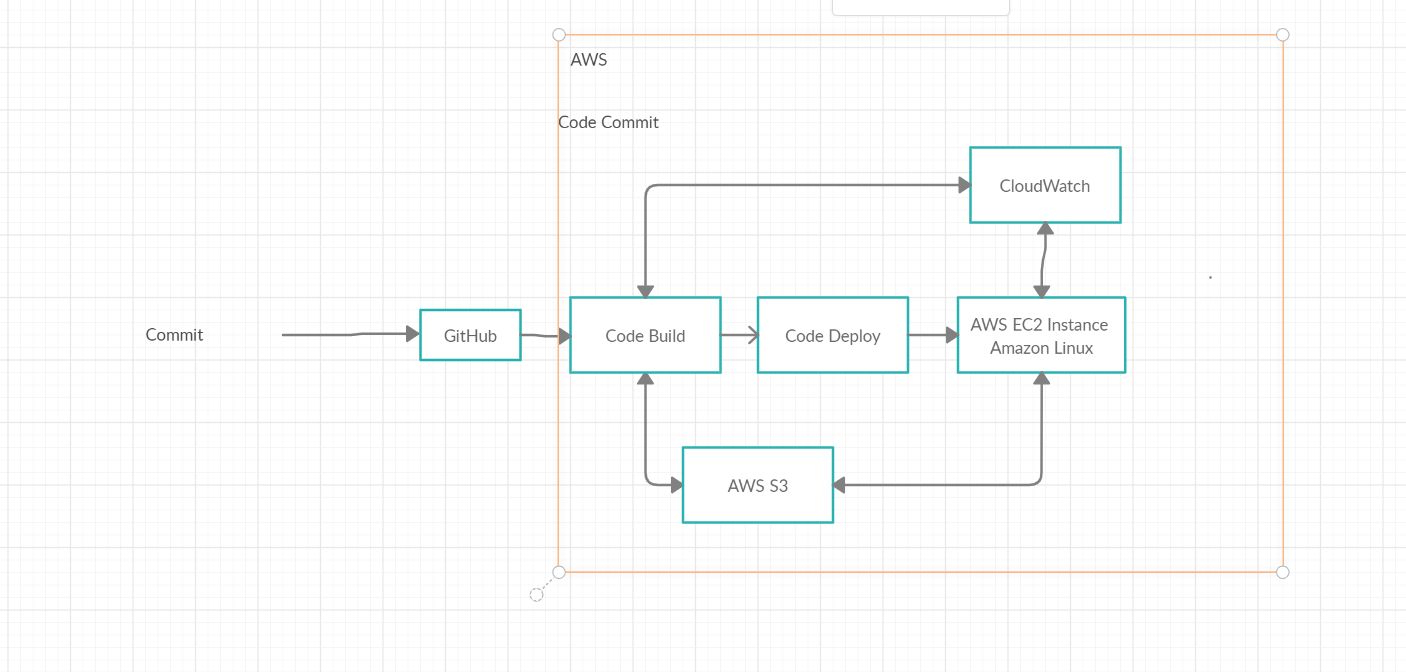 AWS
Code Commit
CloudWatch
Commit
GitHub
Code Build
Code Deploy
AWS EC2 Instance
Amazon Linux
AWS S3